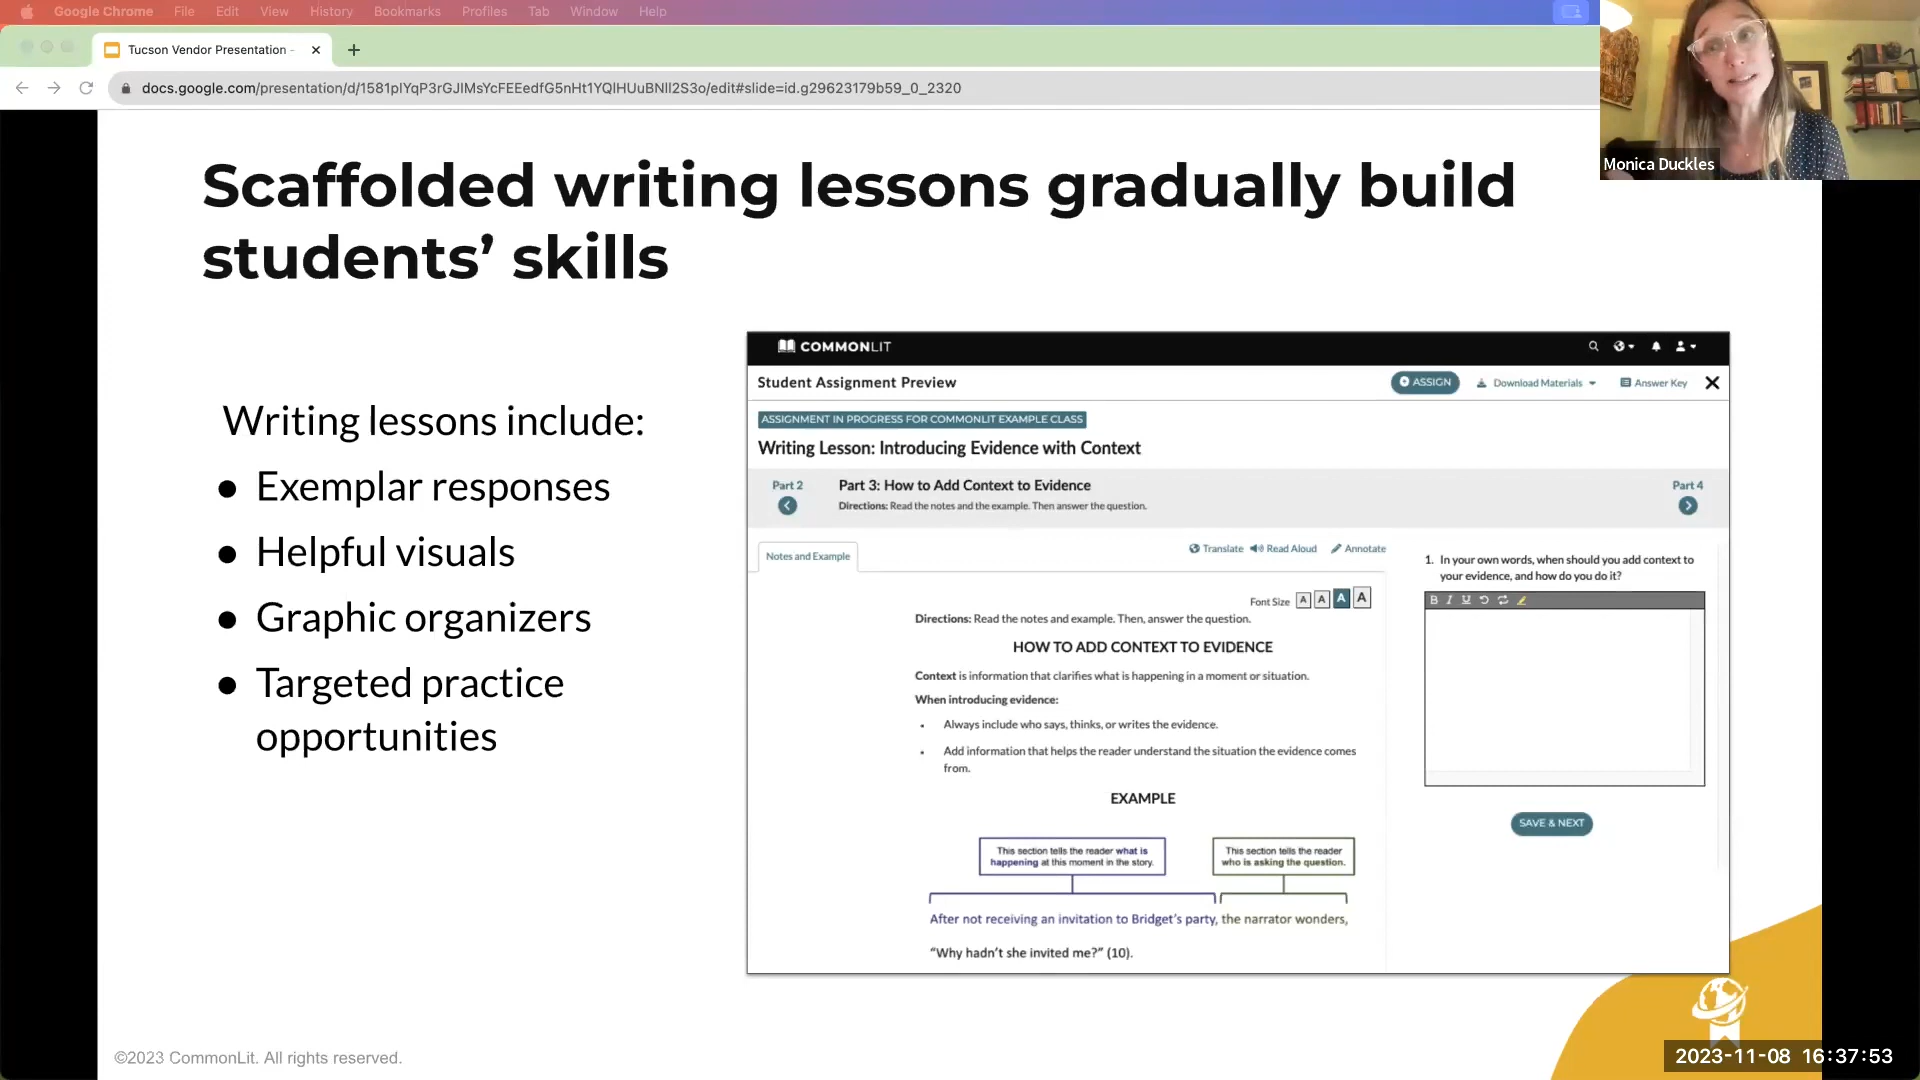 Google Chrome File Edit View History Bookmarks Profiles Tab Window Help
Tucson Vendor Presentation -
docs.google.com/presentation/d/1581pIYqP3rGJIMsYcFEEedfG5nHt1YQlHUuBNll2S3o/edit#slide=id.g29623179b59_0_2320
Monica Duckles
Scaffolded writing lessons gradually build
students’ skills
Writing lessons include:
● Exemplar responses
● Helpful visuals
● Graphic organizers
● Targeted practice
opportunities
COMMONLIT
Student Assignment Preview
ASSIGN
Download Materials
Answer Key
ASSIGNMENT IN PROGRESS FOR COMMONLIT EXAMPLE CLASS
Writing Lesson: Introducing Evidence with Context
Part 2
Part 3: How to Add Context to Evidence
Directions: Read the notes and the example. Then answer the question.
Part 4
Notes and Example
Translate Read Aloud Annotate
Font Size A A A A
Directions: Read the notes and example. Then, answer the question.
HOW TO ADD CONTEXT TO EVIDENCE
Context is information that clarifies what is happening in a moment or situation.
When introducing evidence:
• Always include who says, thinks, or writes the evidence.
• Add information that helps the reader understand the situation the evidence comes
from.
EXAMPLE
This section tells the reader what is
happening at this moment in the story.
This section tells the reader
who is asking the question.
After not receiving an invitation to Bridget’s party, the narrator wonders,
“Why hadn’t she invited me?” (10).
1. In your own words, when should you add context to
your evidence, and how do you do it?
B I U
SAVE & NEXT
©2023 CommonLit. All rights reserved.
2023-11-08 16:37:53